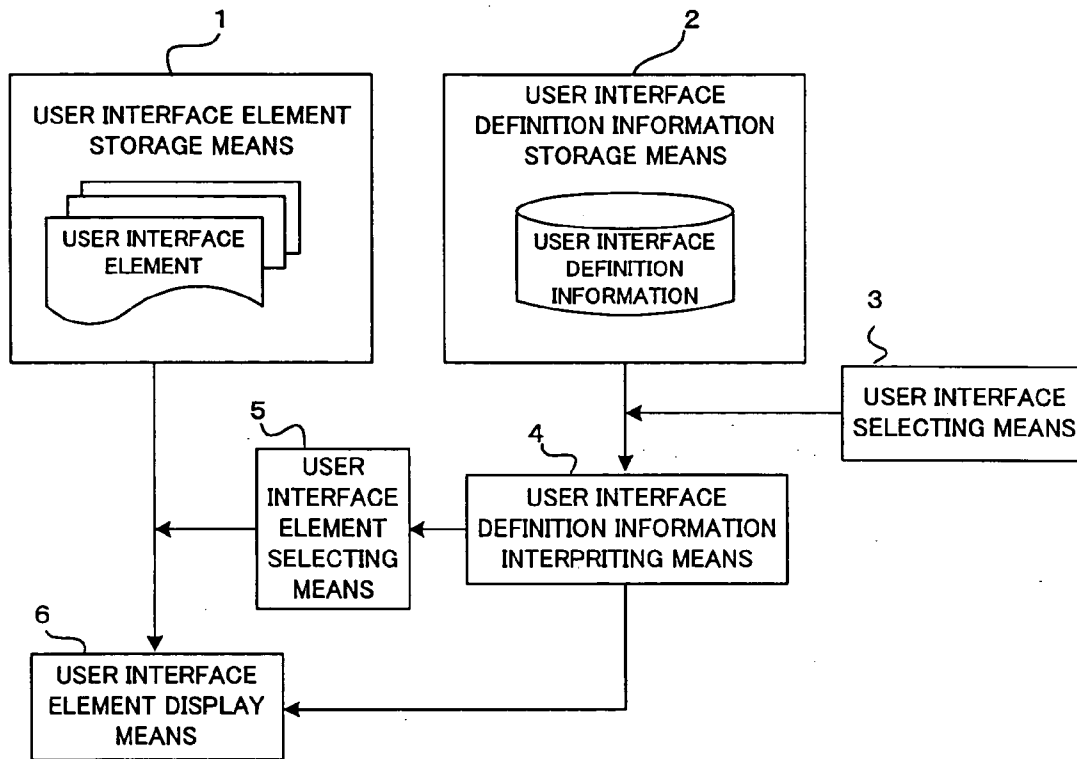 1
USER INTERFACE ELEMENT
STORAGE MEANS
USER INTERFACE
ELEMENT
2
USER INTERFACE
DEFINITION INFORMATION
STORAGE MEANS
USER INTERFACE
DEFINITION
INFORMATION
3
USER INTERFACE
SELECTING MEANS
4
USER INTERFACE
DEFINITION INFORMATION
INTERPRITING MEANS
5
USER
INTERFACE
ELEMENT
SELECTING
MEANS
6
USER INTERFACE
ELEMENT DISPLAY
MEANS